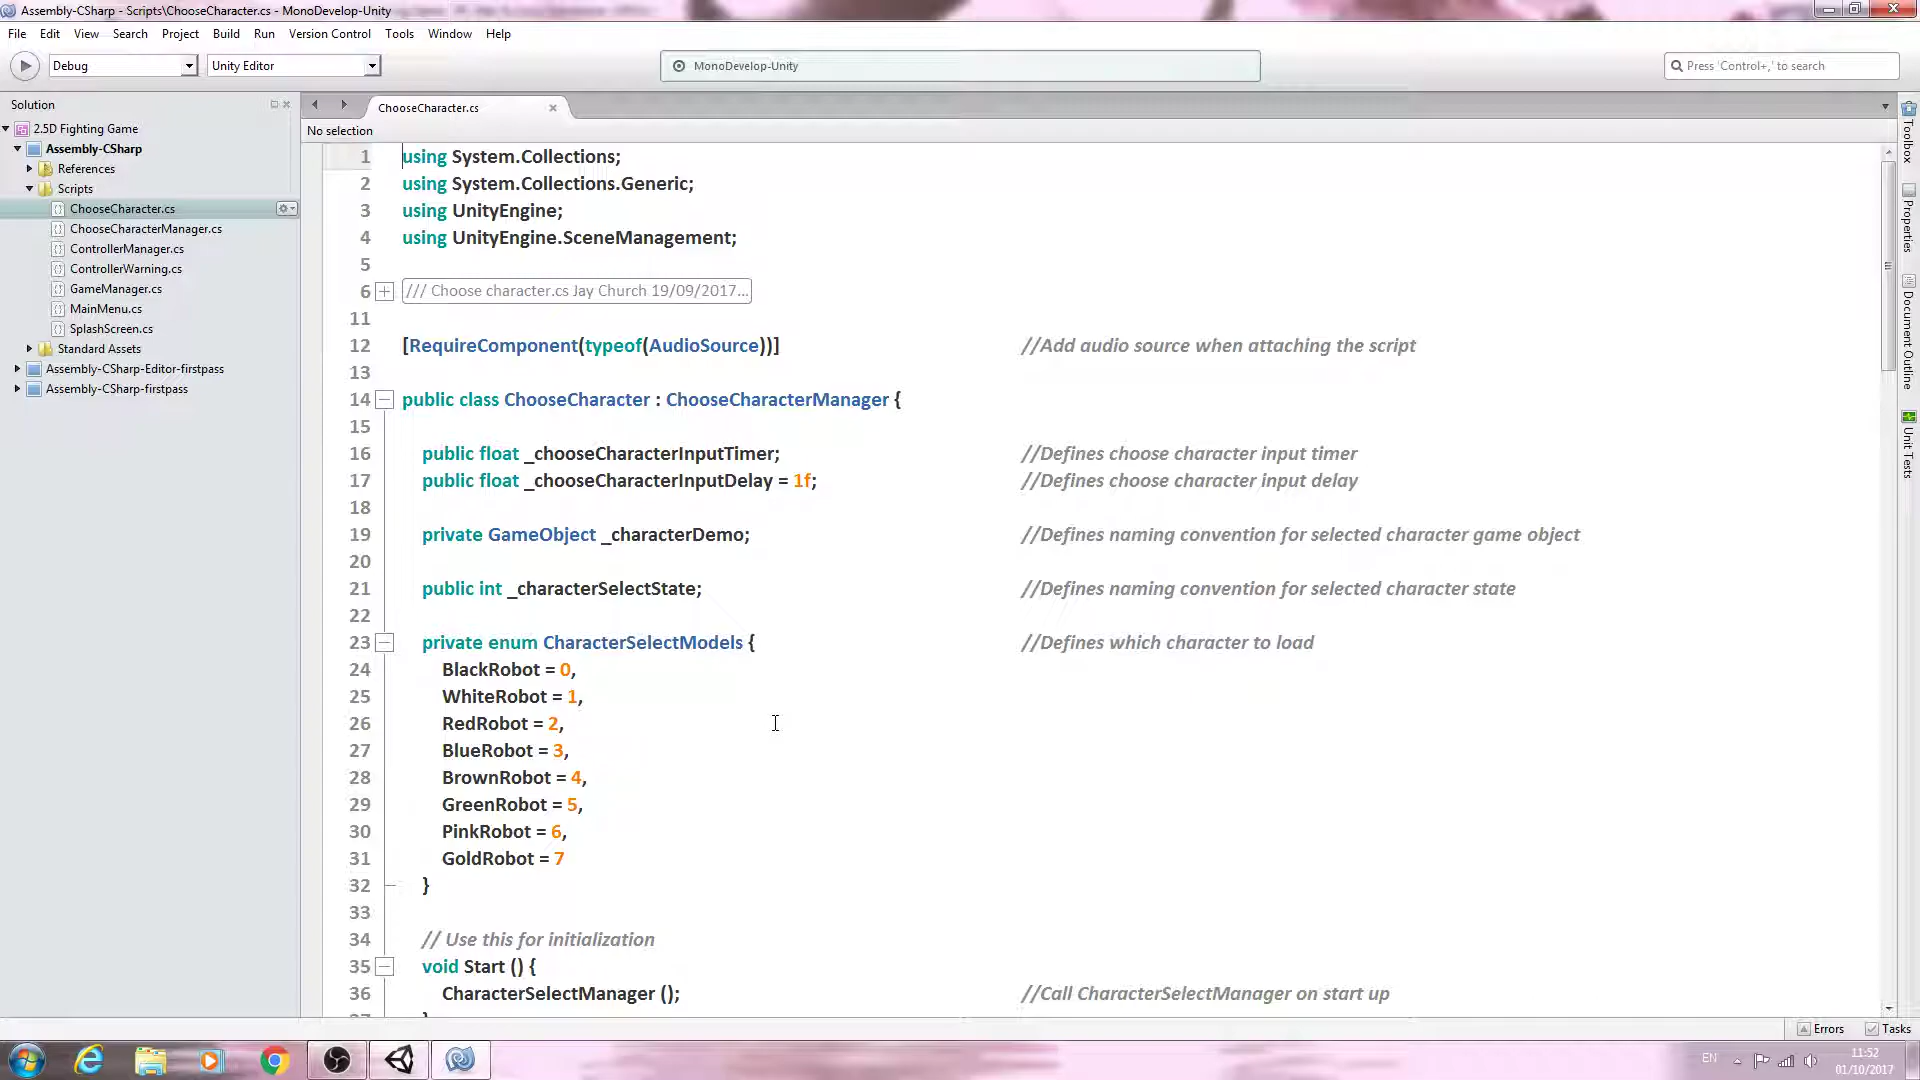 Assembly-CSharp - Scripts\ChooseCharacter.cs - MonoDevelop-Unity
File Edit View Search Project Build Run Version Control Tools Window Help
Debug Unity Editor MonoDevelop-Unity Press 'Control+,' to search
Solution
2.5D Fighting Game
Assembly-CSharp
References
Scripts
ChooseCharacter.cs
ChooseCharacterManager.cs
ControllerManager.cs
ControllerWarning.cs
GameManager.cs
MainMenu.cs
SplashScreen.cs
Standard Assets
Assembly-CSharp-Editor-firstpass
Assembly-CSharp-firstpass
ChooseCharacter.cs
No selection
1 using System.Collections;
2 using System.Collections.Generic;
3 using UnityEngine;
4 using UnityEngine.SceneManagement;
5
6 /// Choose character.cs Jay Church 19/09/2017...
11
12 [RequireComponent(typeof(AudioSource))] //Add audio source when attaching the script
13
14 public class ChooseCharacter : ChooseCharacterManager {
15
16 public float _chooseCharacterInputTimer; //Defines choose character input timer
17 public float _chooseCharacterInputDelay = 1f; //Defines choose character input delay
18
19 private GameObject _characterDemo; //Defines naming convention for selected character game object
20
21 public int _characterSelectState; //Defines naming convention for selected character state
22
23 private enum CharacterSelectModels { //Defines which character to load
24 BlackRobot = 0,
25 WhiteRobot = 1,
26 RedRobot = 2,
27 BlueRobot = 3,
28 BrownRobot = 4,
29 GreenRobot = 5,
30 PinkRobot = 6,
31 GoldRobot = 7
32 }
33
34 // Use this for initialization
35 void Start () {
36 CharacterSelectManager (); //Call CharacterSelectManager on start up
Toolbox
Properties
Document Outline
Unit Tests
Errors Tasks
EN
11:52
01/10/2017